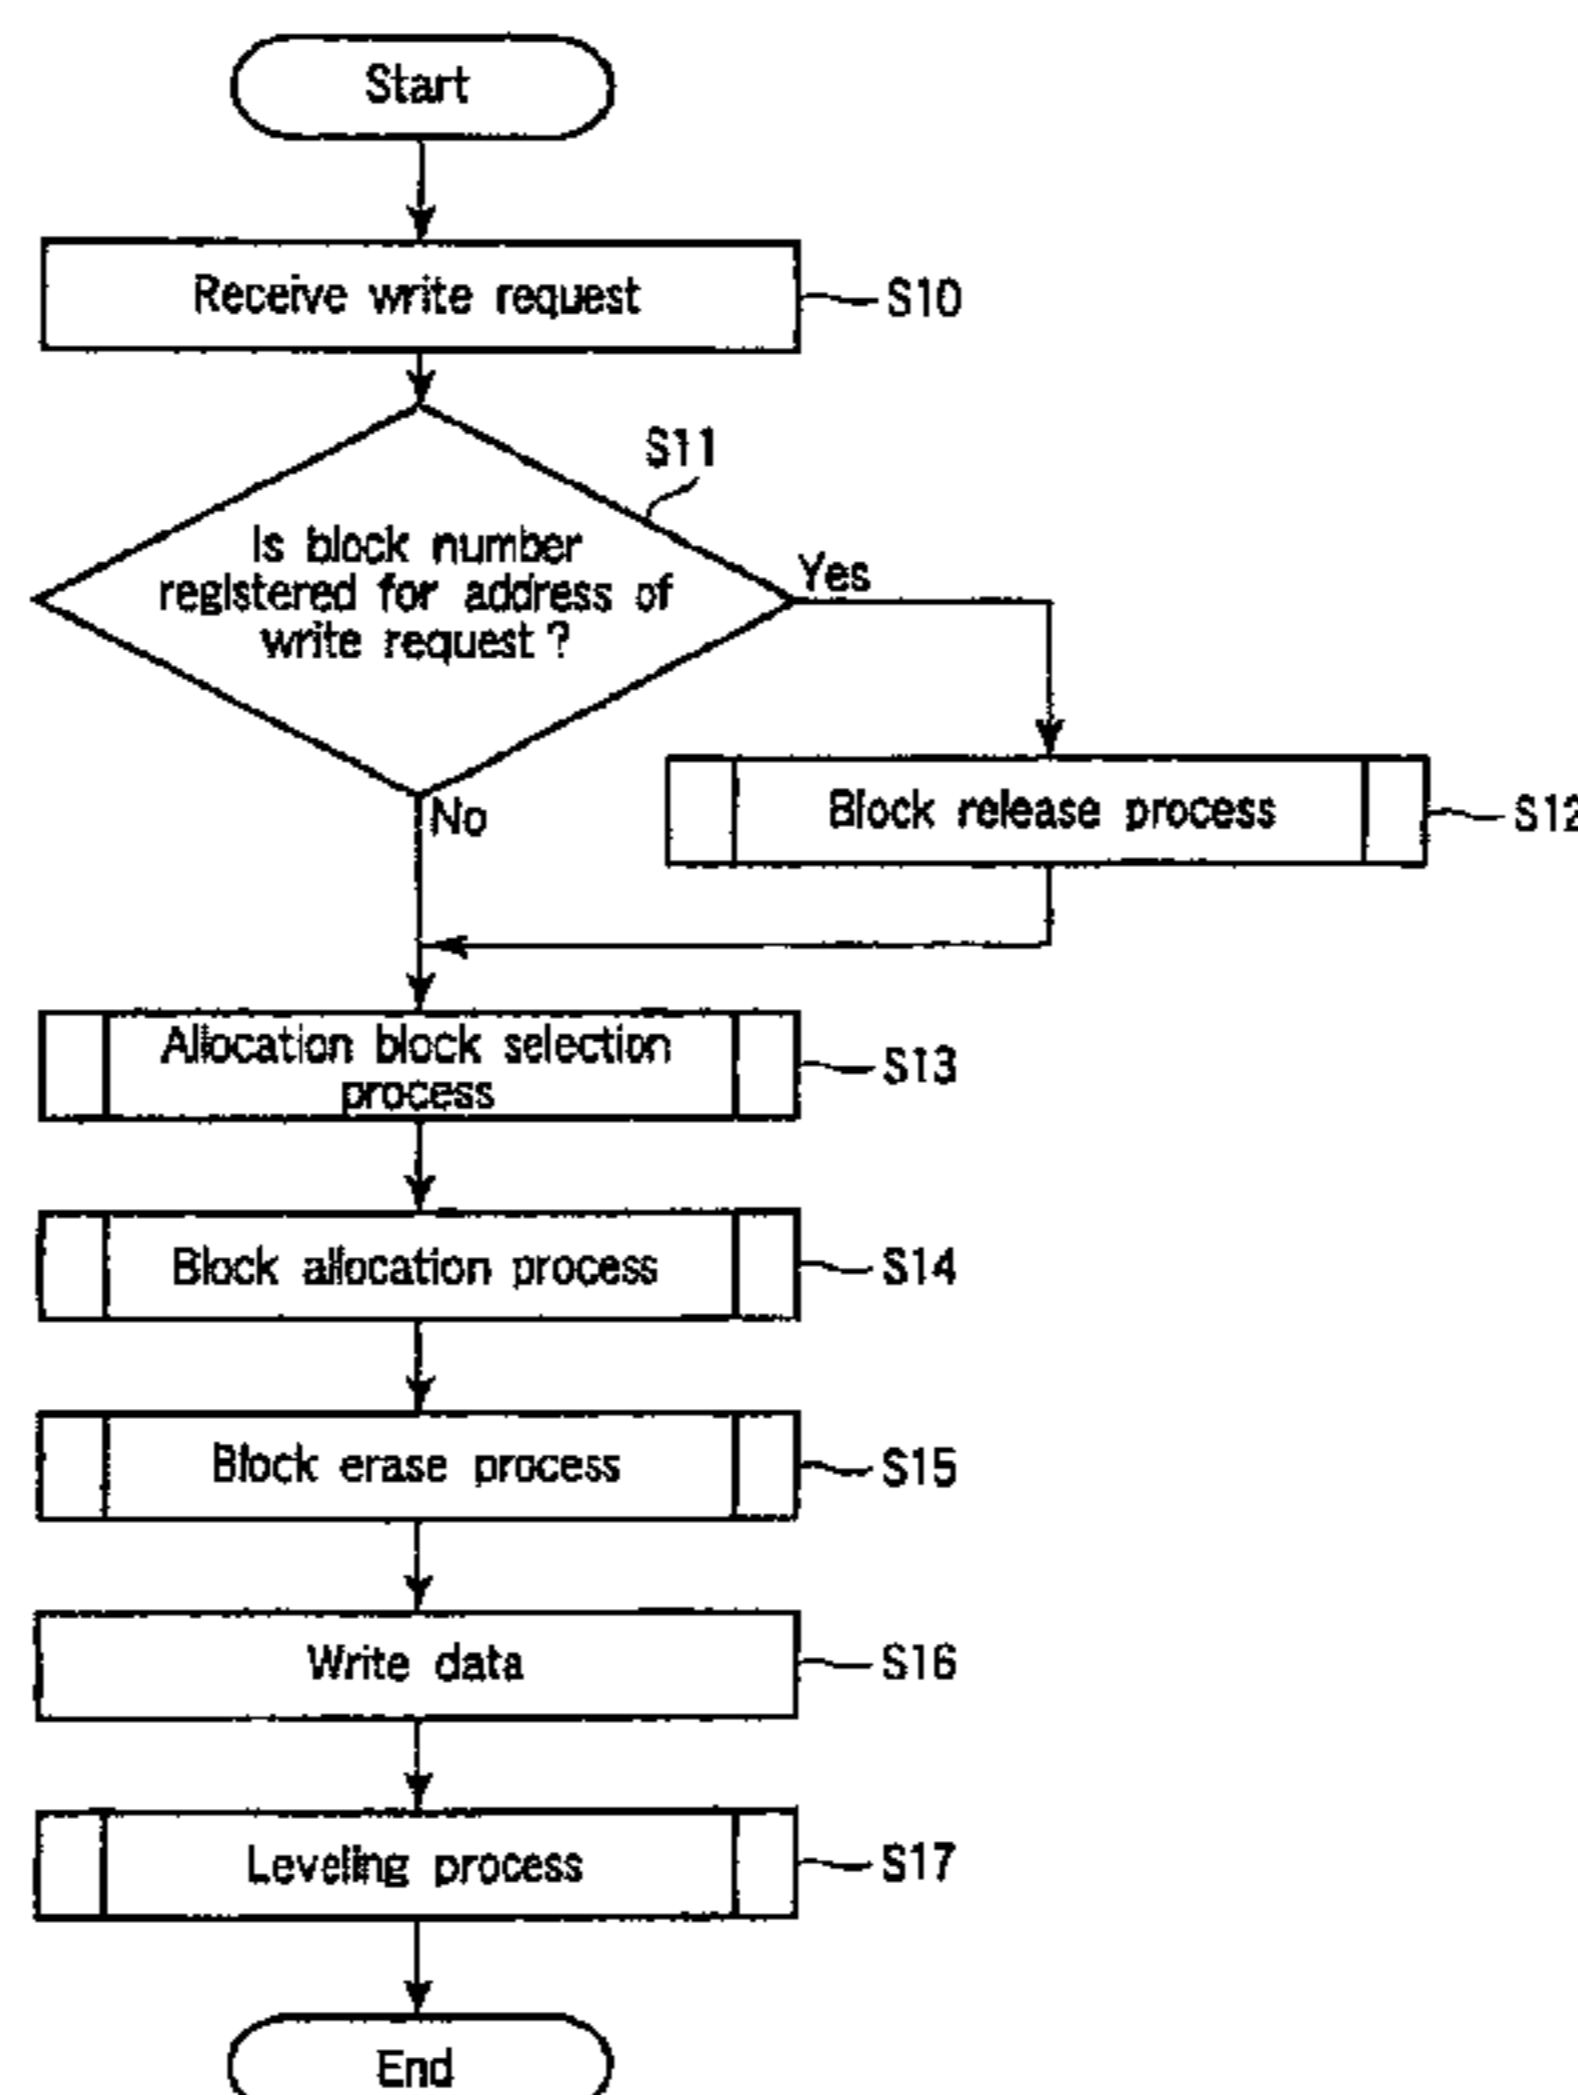 Start
Receive write request
S10
S11
Is block number
registered for address of
write request ?
Yes
No
Block release process
S12
Allocation block selection
process
S13
Block allocation process
S14
Block erase process
S15
Write data
S16
Leveling process
S17
End